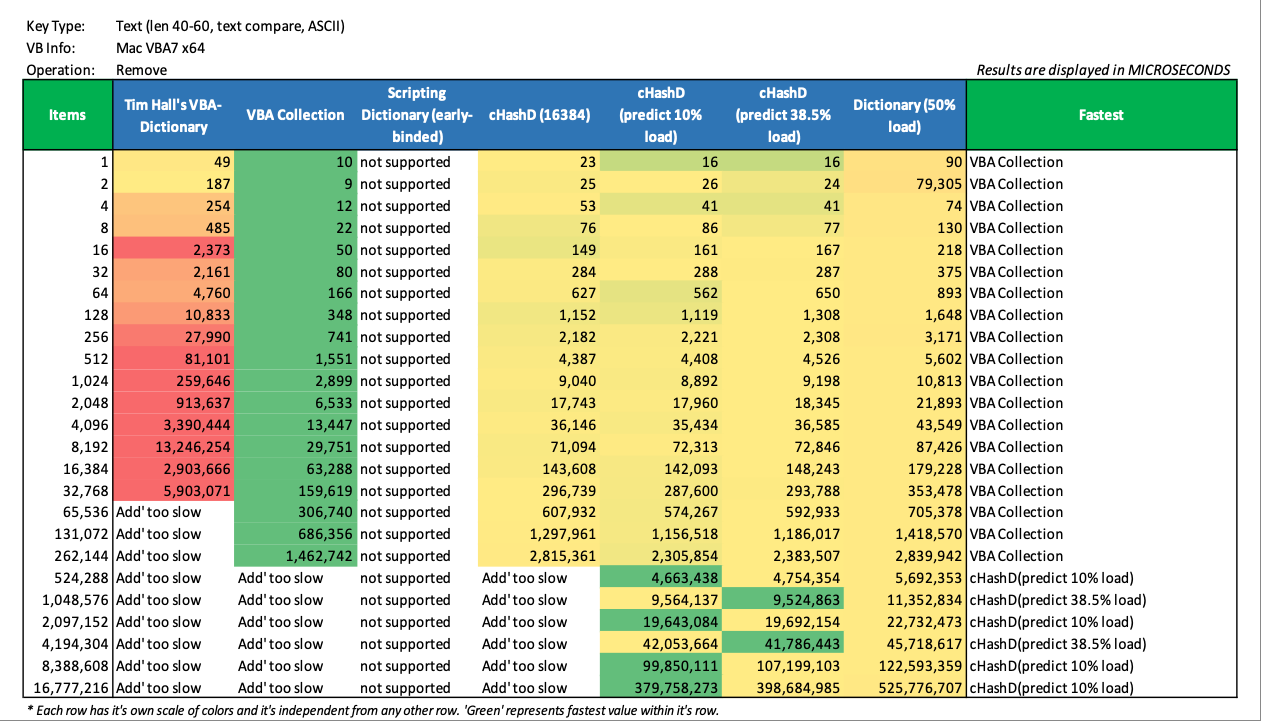 Key Type: Text (len 40-60, text compare, ASCII)
VB Info: Mac VBA7 x64
Operation: Remove Results are displayed in MICROSECONDS
Items Tim Hall's VBA-Dictionary VBA Collection Scripting Dictionary (early-binded) cHashD (16384) cHashD (predict 10% load) cHashD (predict 38.5% load) Dictionary (50% load) Fastest
1 49 10 not supported 23 16 16 90 VBA Collection
2 187 9 not supported 25 26 24 79,305 VBA Collection
4 254 12 not supported 53 41 41 74 VBA Collection
8 485 22 not supported 76 86 77 130 VBA Collection
16 2,373 50 not supported 149 161 167 218 VBA Collection
32 2,161 80 not supported 284 288 287 375 VBA Collection
64 4,760 166 not supported 627 562 650 893 VBA Collection
128 10,833 348 not supported 1,152 1,119 1,308 1,648 VBA Collection
256 27,990 741 not supported 2,182 2,221 2,308 3,171 VBA Collection
512 81,101 1,551 not supported 4,387 4,408 4,526 5,602 VBA Collection
1,024 259,646 2,899 not supported 9,040 8,892 9,198 10,813 VBA Collection
2,048 913,637 6,533 not supported 17,743 17,960 18,345 21,893 VBA Collection
4,096 3,390,444 13,447 not supported 36,146 35,434 36,585 43,549 VBA Collection
8,192 13,246,254 29,751 not supported 71,094 72,313 72,846 87,426 VBA Collection
16,384 2,903,666 63,288 not supported 143,608 142,093 148,243 179,228 VBA Collection
32,768 5,903,071 159,619 not supported 296,739 287,600 293,788 353,478 VBA Collection
65,536 Add' too slow 306,740 not supported 607,932 574,267 592,933 705,378 VBA Collection
131,072 Add' too slow 686,356 not supported 1,297,961 1,156,518 1,186,017 1,418,570 VBA Collection
262,144 Add' too slow 1,462,742 not supported 2,815,361 2,305,854 2,383,507 2,839,942 VBA Collection
524,288 Add' too slow Add' too slow not supported Add' too slow 4,663,438 4,754,354 5,692,353 cHashD(predict 10% load)
1,048,576 Add' too slow Add' too slow not supported Add' too slow 9,564,137 9,524,863 11,352,834 cHashD(predict 38.5% load)
2,097,152 Add' too slow Add' too slow not supported Add' too slow 19,643,084 19,692,154 22,732,473 cHashD(predict 10% load)
4,194,304 Add' too slow Add' too slow not supported Add' too slow 42,053,664 41,786,443 45,718,617 cHashD(predict 38.5% load)
8,388,608 Add' too slow Add' too slow not supported Add' too slow 99,850,111 107,199,103 122,593,359 cHashD(predict 10% load)
16,777,216 Add' too slow Add' too slow not supported Add' too slow 379,758,273 398,684,985 525,776,707 cHashD(predict 10% load)
* Each row has it's own scale of colors and it's independent from any other row. 'Green' represents fastest value within it's row.